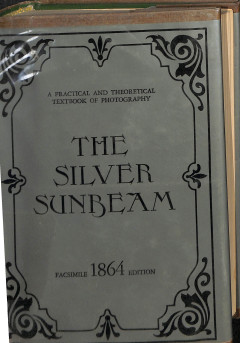 A PRACTICAL AND THEORETICAL
TEXTBOOK OF PHOTOGRAPHY
THE
SILVER
SUNBEAM
FACSIMILE 1864 EDITION